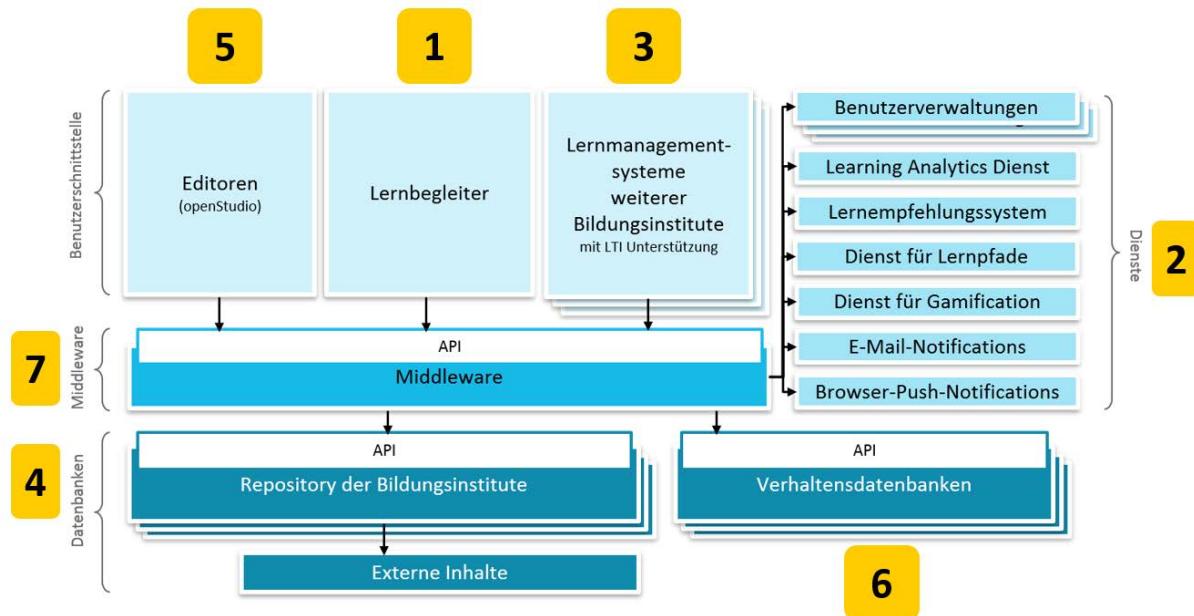 5
1
3
Benutzerschnittstelle
Editoren
(openStudio)
Lernbegleiter
Lernmanagement-
systeme
weiterer
Bildungsinstitute
mit LTI Unterstützung
Benutzerverwaltungen
Learning Analytics Dienst
Lernempfehlungssystem
Dienst für Lernpfade
Dienst für Gamification
E-Mail-Notifications
Browser-Push-Notifications
Dienste
2
7
Middleware
API
Middleware
4
Datenbanken
API
Repository der Bildungsinstitute
API
Verhaltensdatenbanken
Externe Inhalte
6